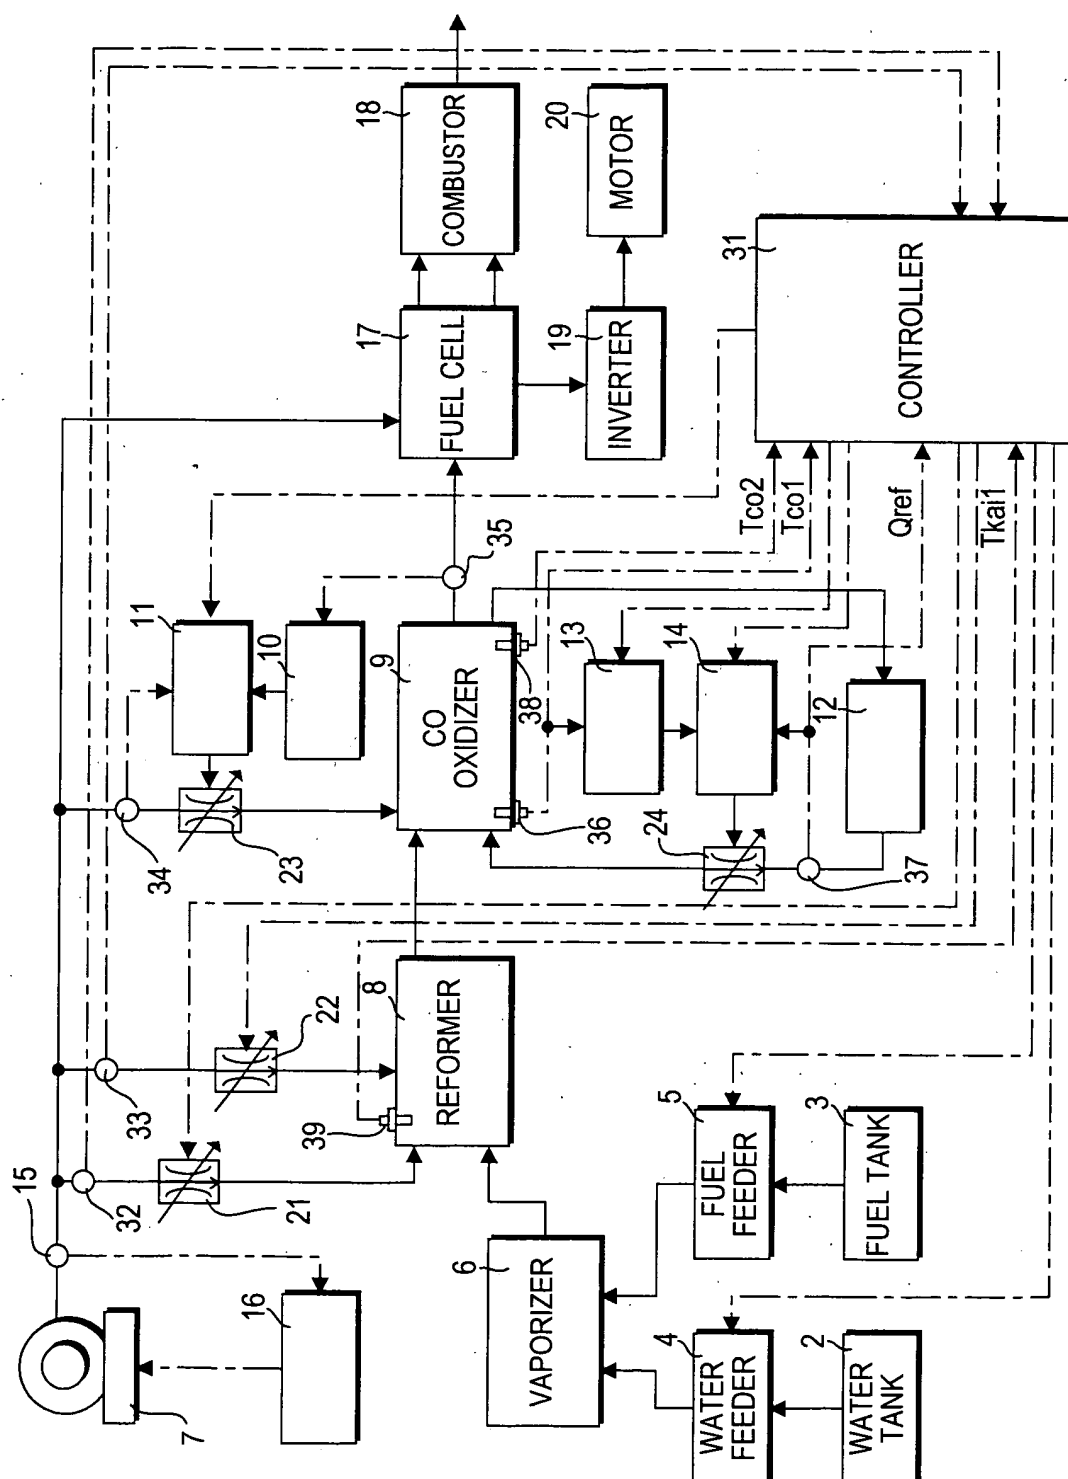 15
32
33
34
11
10
35
17
FUEL CELL
18
COMBUSTOR
20
MOTOR
19
INVERTER
31
CONTROLLER
Tco2
Tco1
Qref
Tkai1
7
16
21
22
23
39
8
REFORMER
9
CO
OXIDIZER
38
36
13
14
24
12
37
6
VAPORIZER
5
FUEL
FEEDER
3
FUEL TANK
4
WATER
FEEDER
2
WATER
TANK